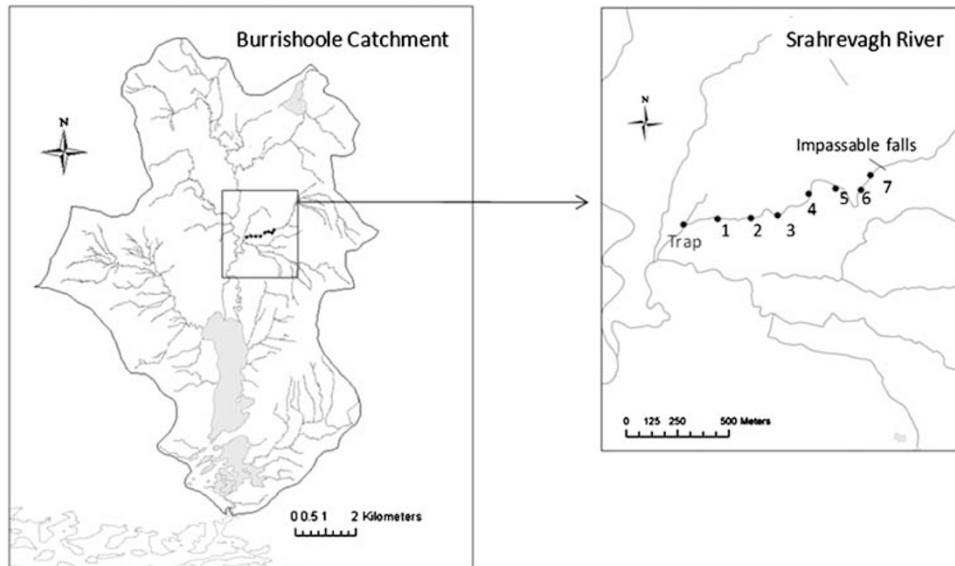 Burrishoole Catchment
N
0 0.5 1 2 Kilometers
Srahrevagh River
N
Impassable falls
7
6
5
4
3
2
1
Trap
0 125 250 500 Meters